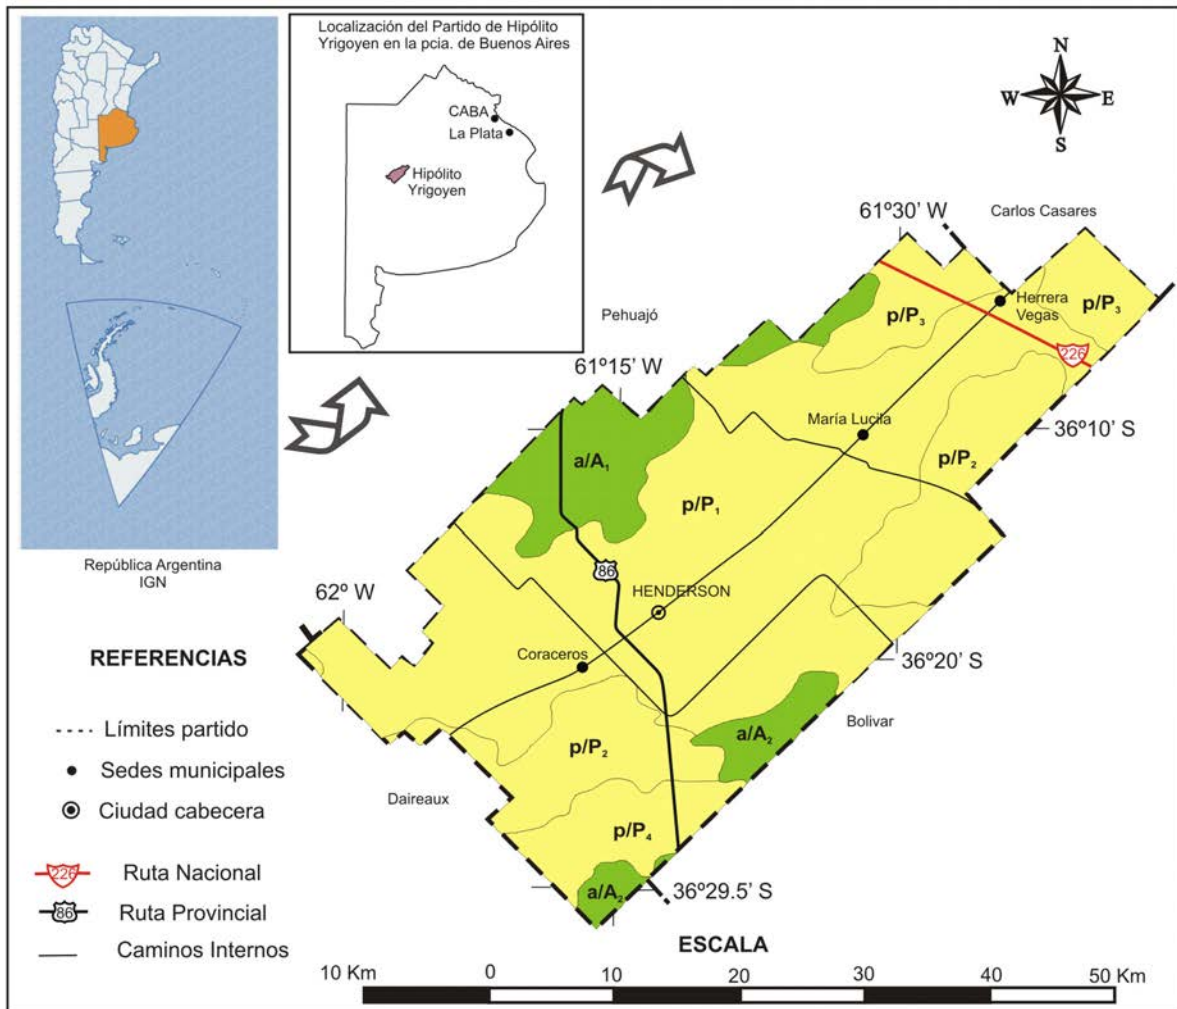 Localización del Partido de Hipólito
Yrigoyen en la pcia. de Buenos Aires
CABA
La Plata
Hipólito
Yrigoyen
N
W
E
S
República Argentina
IGN
61º30' W
Carlos Casares
Herrera
Vegas
p/P3
p/P3
226
Pehuajó
61º15' W
María Lucila
36º10' S
a/A1
p/P2
p/P1
86
HENDERSON
62º W
Coraceros
36º20' S
Bolivar
a/A2
p/P2
Daireaux
p/P4
a/A2
36º29.5' S
REFERENCIAS
Límites partido
Sedes municipales
Ciudad cabecera
226 Ruta Nacional
86 Ruta Provincial
Caminos Internos
ESCALA
10 Km 0 10 20 30 40 50 Km